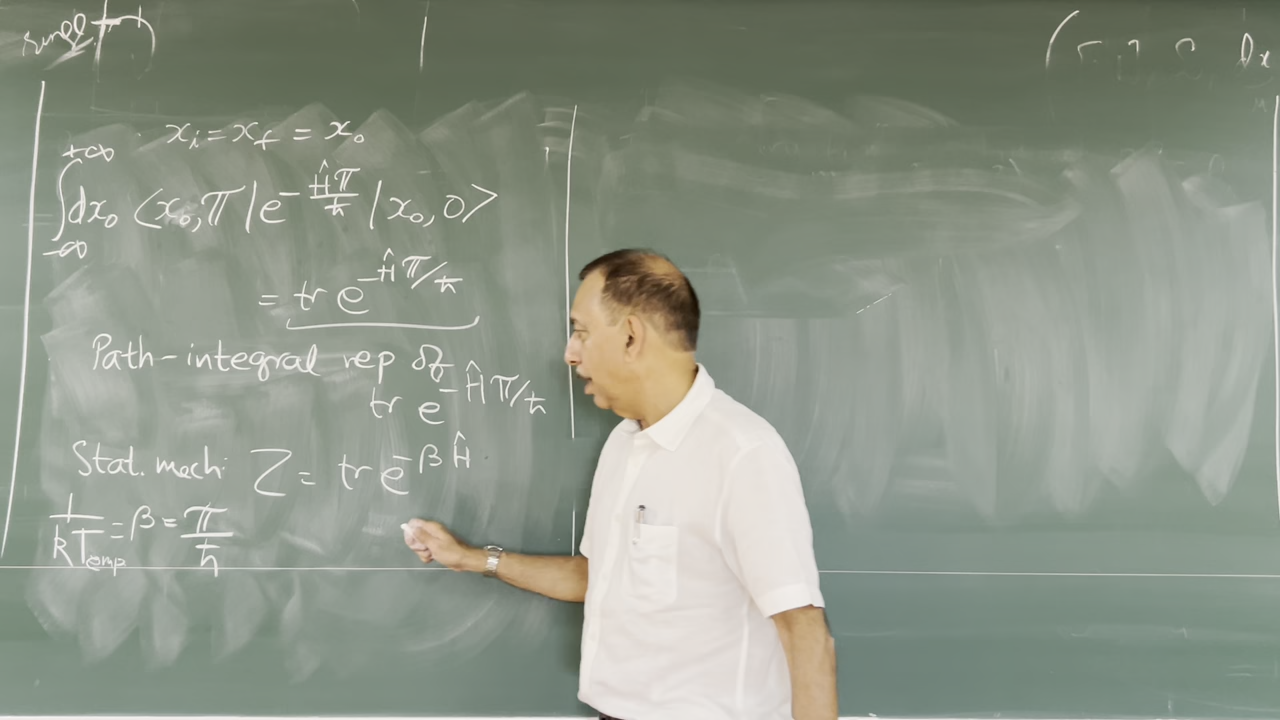 x_i = x_f = x_0
∫_{-∞}^{+∞} dx_0 <x_0, π | e^{-Ĥπ/ħ} | x_0, 0>
= tr e^{-Ĥπ/ħ}
Path-integral rep of
tr e^{-Ĥπ/ħ}
Stat. mech: Z = tr e^{-βĤ}
1/(kT_emp) = β = π/ħ